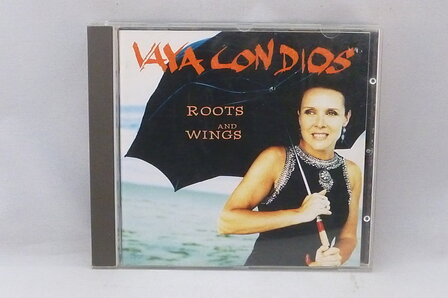 VAYA CON DIOS
ROOTS
AND
WINGS